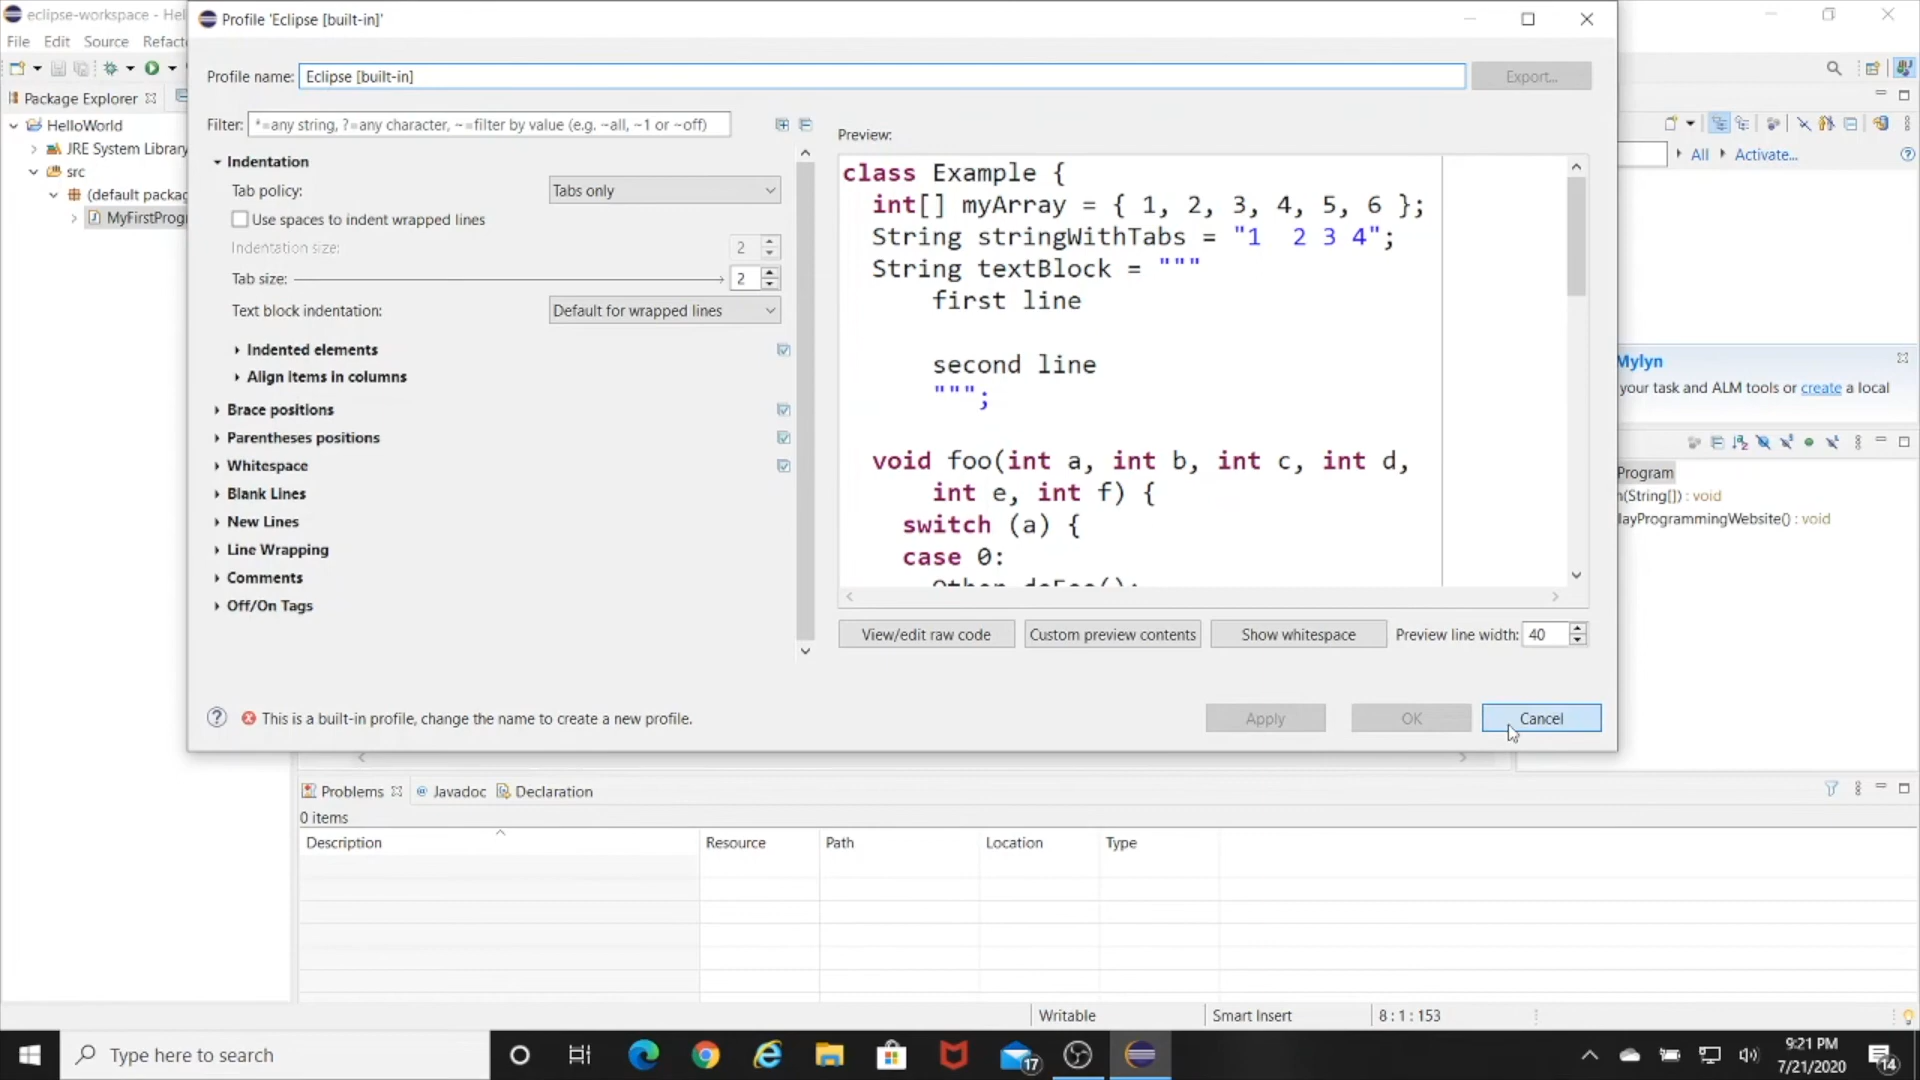 eclipse-workspace - Hel
Profile 'Eclipse [built-in]'
File Edit Source Refact
Profile name: Eclipse [built-in] Export...
Package Explorer
Filter: *=any string, ?=any character, ~=filter by value (e.g. ~all, ~1 or ~off)
Preview:
HelloWorld
JRE System Library
src
(default packag
MyFirstProgr
Indentation
Tab policy: Tabs only
Use spaces to indent wrapped lines
Indentation size: 2
Tab size: 2
Text block indentation: Default for wrapped lines
Indented elements
Align items in columns
Brace positions
Parentheses positions
Whitespace
Blank Lines
New Lines
Line Wrapping
Comments
Off/On Tags
class Example {
int[] myArray = { 1, 2, 3, 4, 5, 6 };
String stringWithTabs = "1  2 3 4";
String textBlock = """
first line
second line
""";
void foo(int a, int b, int c, int d,
int e, int f) {
switch (a) {
case 0:
Other.doFoo();
View/edit raw code Custom preview contents Show whitespace Preview line width: 40
This is a built-in profile, change the name to create a new profile.
Apply OK Cancel
All Activate...
Mylyn
your task and ALM tools or create a local
Program
n(String[]) : void
layProgrammingWebsite() : void
Problems @ Javadoc Declaration
0 items
Description Resource Path Location Type
Writable Smart Insert 8 : 1 : 153
Type here to search
17
9:21 PM
7/21/2020
14